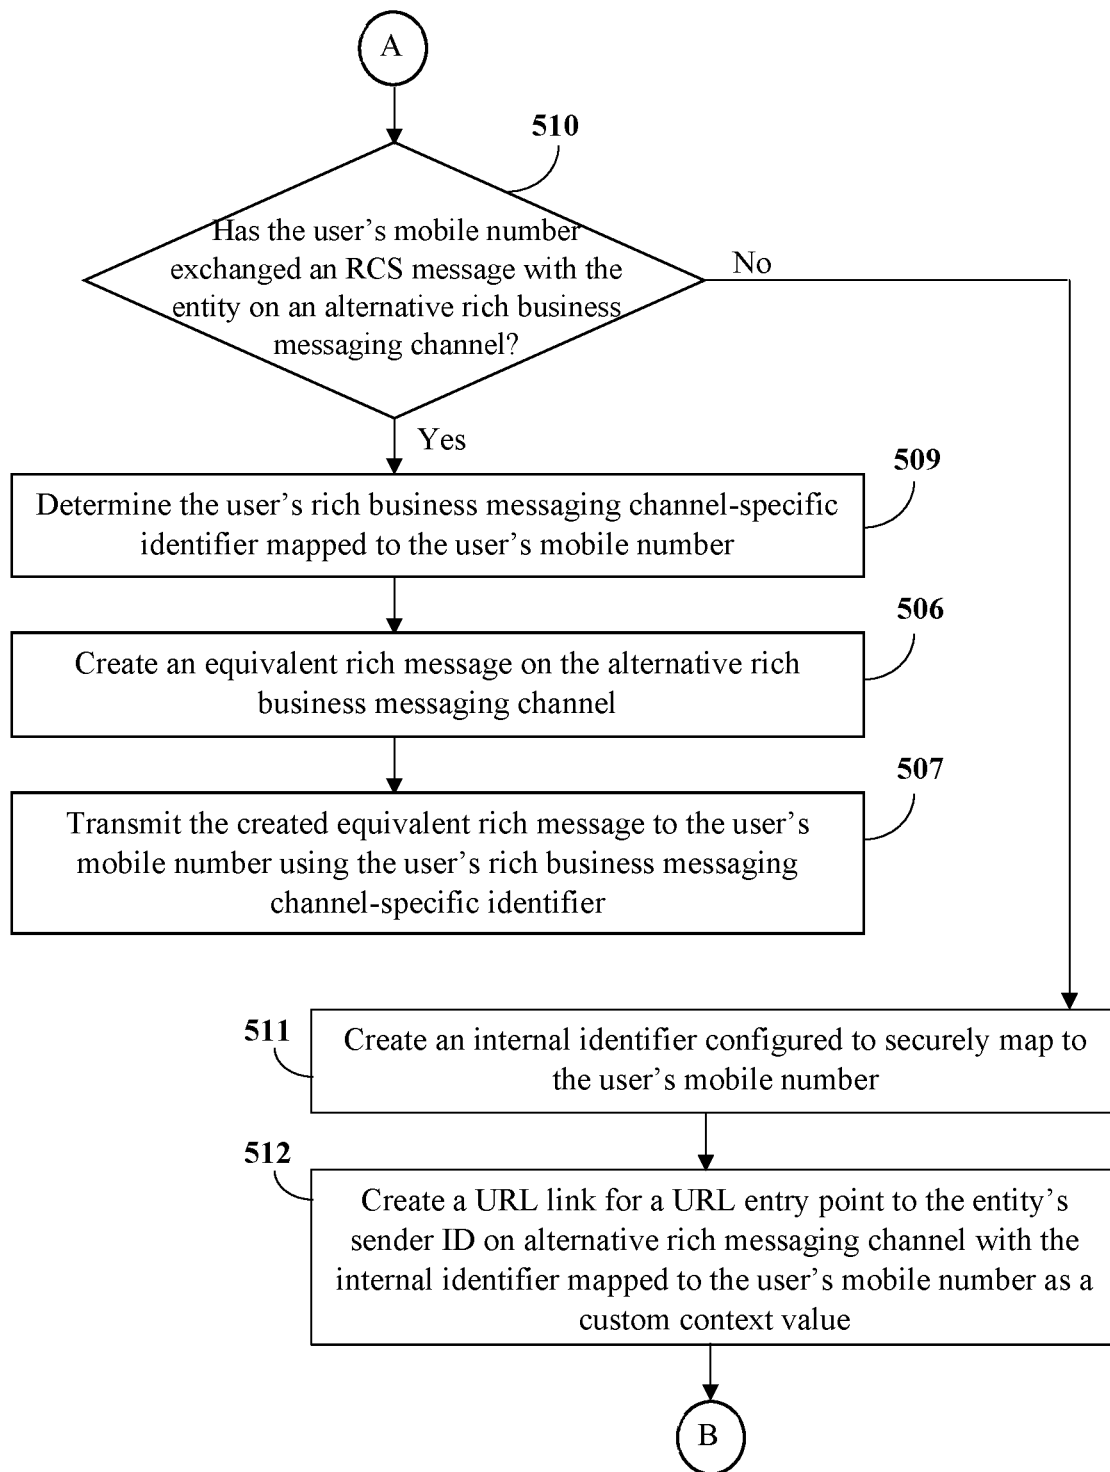 A
510
Has the user’s mobile number
exchanged an RCS message with the
entity on an alternative rich business
messaging channel?
No
Yes
509
Determine the user’s rich business messaging channel-specific
identifier mapped to the user’s mobile number
506
Create an equivalent rich message on the alternative rich
business messaging channel
507
Transmit the created equivalent rich message to the user’s
mobile number using the user’s rich business messaging
channel-specific identifier
511
Create an internal identifier configured to securely map to
the user’s mobile number
512
Create a URL link for a URL entry point to the entity’s
sender ID on alternative rich messaging channel with the
internal identifier mapped to the user’s mobile number as a
custom context value
B